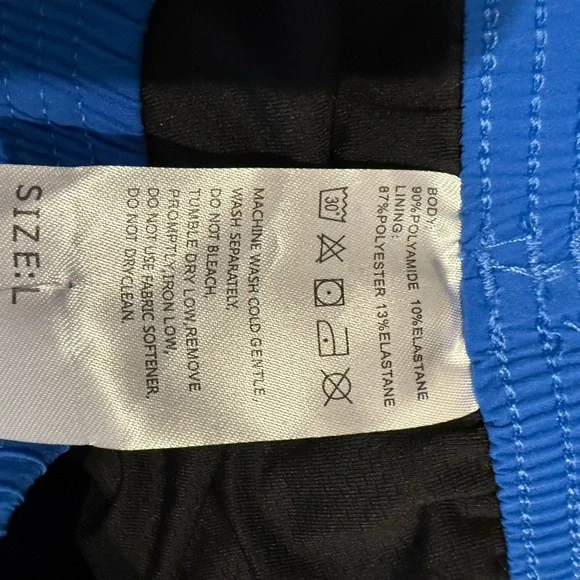 BODY:
90%POLYAMIDE 10%ELASTANE
LINING:
87%POLYESTER 13%ELASTANE
30°
MACHINE WASH COLD GENTLE.
WASH SEPARATELY.
DO NOT BLEACH.
TUMBLE DRY LOW,REMOVE
PROMPTLY,IRON LOW,
DO NOT USE FABRIC SOFTENER,
DO NOT DRYCLEAN.
SIZE:L